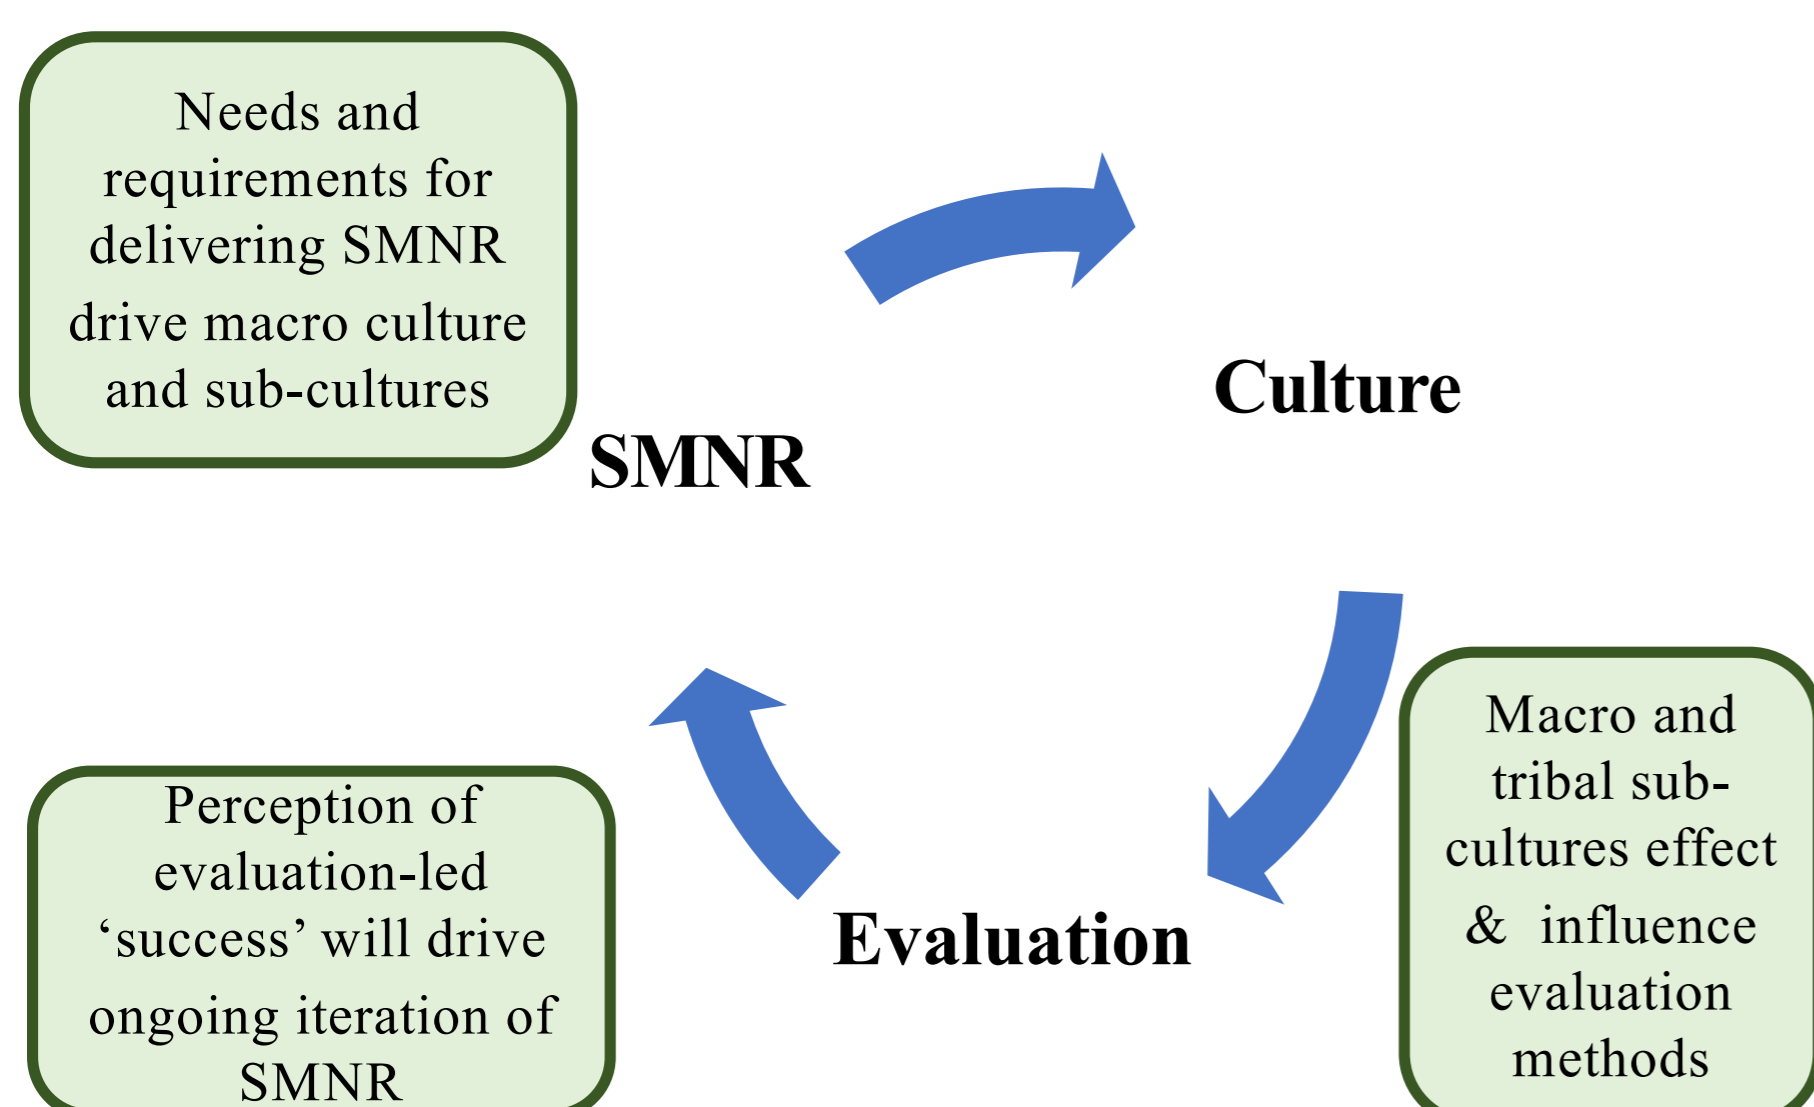 Needs and
requirements for
delivering SMNR
drive macro culture
and sub-cultures
SMNR
Culture
Macro and
tribal sub-
cultures effect
& influence
evaluation
methods
Evaluation
Perception of
evaluation-led
‘success’ will drive
ongoing iteration of
SMNR